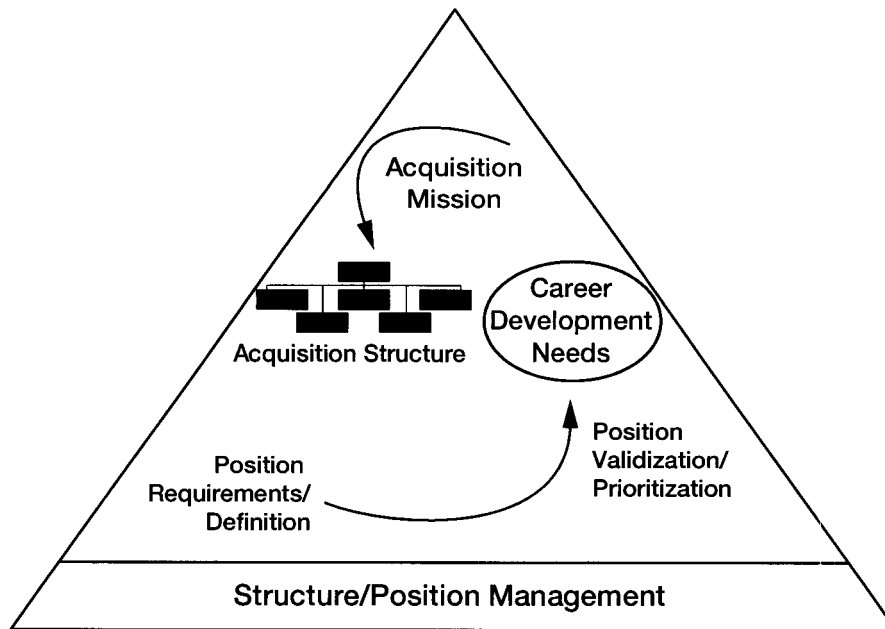 Acquisition
Mission
Career
Development
Needs
Acquisition Structure
Position
Validization/
Prioritization
Position
Requirements/
Definition
Structure/Position Management